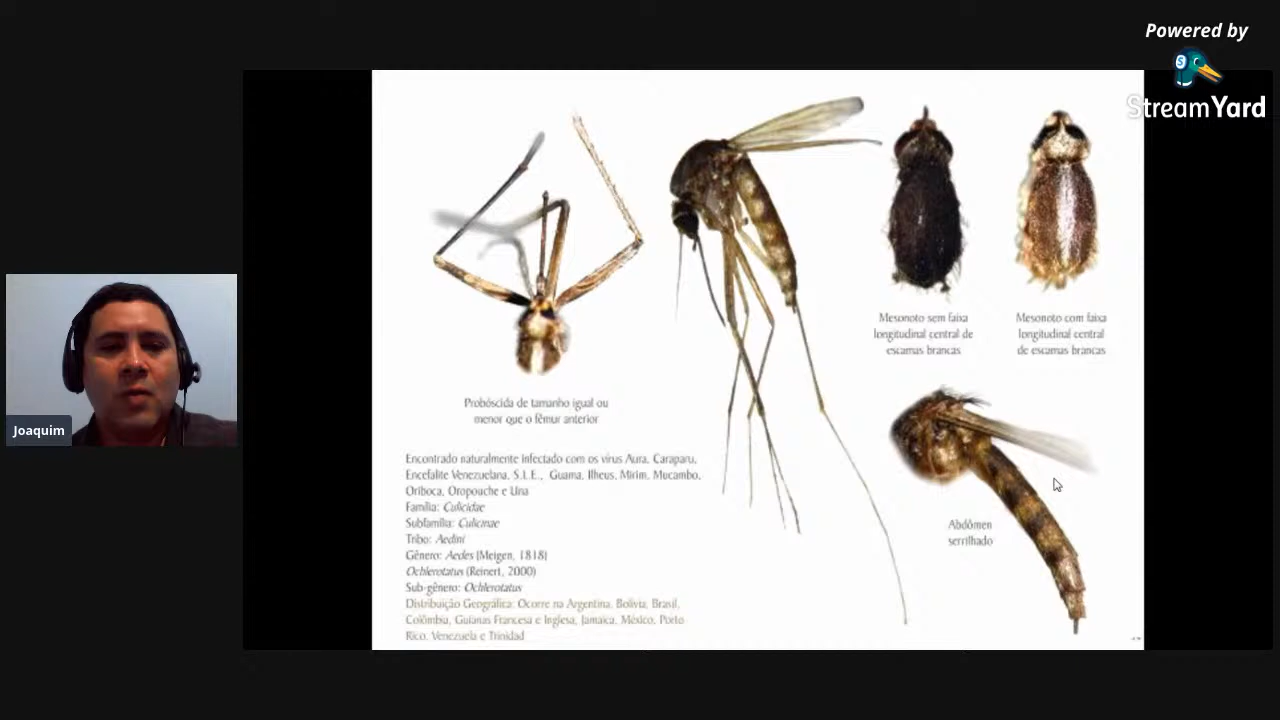 Powered by
StreamYard
Mesonoto sem faixa
longitudinal central de
escamas brancas
Mesonoto com faixa
longitudinal central
de escamas brancas
Probóscida de tamanho igual ou
menor que o fêmur anterior
Joaquim
Encontrado naturalmente infectado com os vírus Aura, Caraparu,
Encefalite Venezuelana, S.L.E., Guama, Ilheus, Mirim, Mucambo,
Oriboca, Oropouche e Una
Família: Culicidae
Subfamília: Culicinae
Tribo: Aedini
Gênero: Aedes (Meigen, 1818)
Ochlerotatus (Reinert, 2000)
Sub-gênero: Ochlerotatus
Distribuição Geográfica: Ocorre na Argentina, Bolívia, Brasil,
Colômbia, Guianas Francesa e Inglesa, Jamaica, México, Porto
Rico, Venezuela e Trinidad
Abdômen
serrilhado